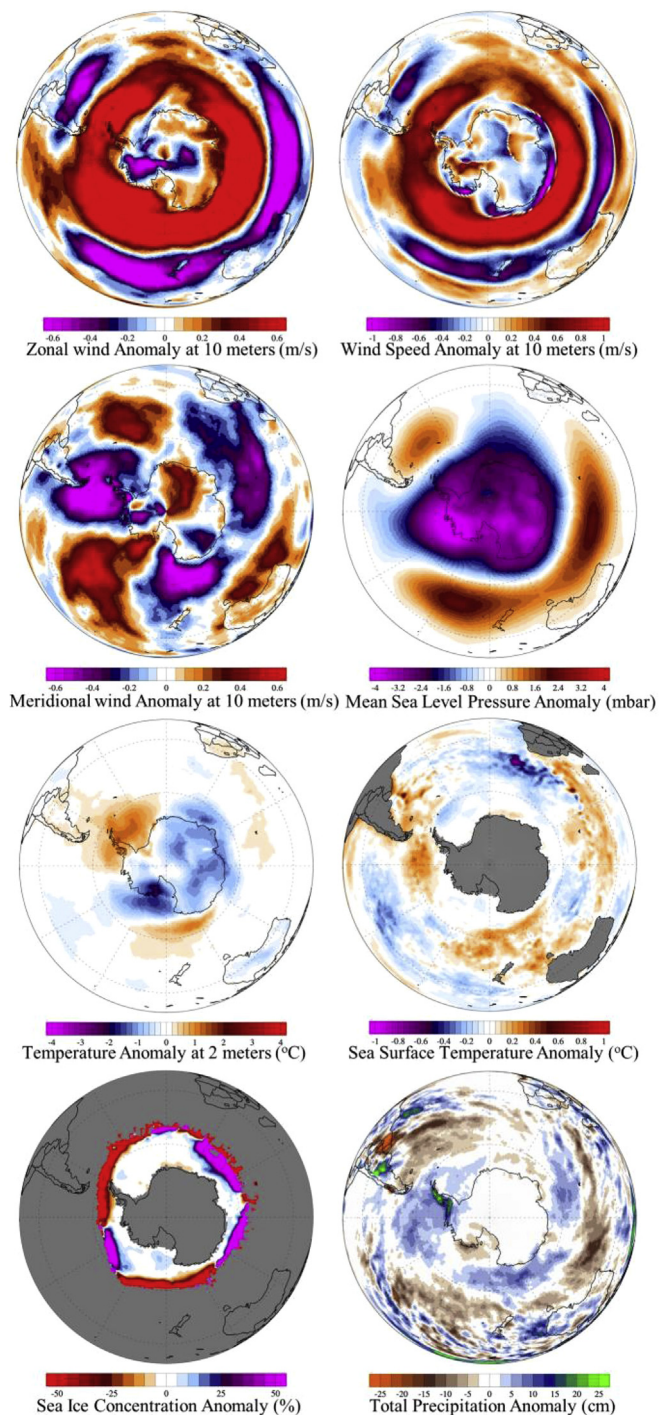 -0.6 -0.4 -0.2 0 0.2 0.4 0.6
Zonal wind Anomaly at 10 meters (m/s)
-1 -0.8 -0.6 -0.4 -0.2 0 0.2 0.4 0.6 0.8 1
Wind Speed Anomaly at 10 meters (m/s)
-0.6 -0.4 -0.2 0 0.2 0.4 0.6
Meridional wind Anomaly at 10 meters (m/s)
-4 -3.2 -2.4 -1.6 -0.8 0 0.8 1.6 2.4 3.2 4
Mean Sea Level Pressure Anomaly (mbar)
-4 -3 -2 -1 0 1 2 3 4
Temperature Anomaly at 2 meters (°C)
-1 -0.8 -0.6 -0.4 -0.2 0 0.2 0.4 0.6 0.8 1
Sea Surface Temperature Anomaly (°C)
-50 -25 0 25 50
Sea Ice Concentration Anomaly (%)
-25 -20 -15 -10 -5 0 5 10 15 20 25
Total Precipitation Anomaly (cm)